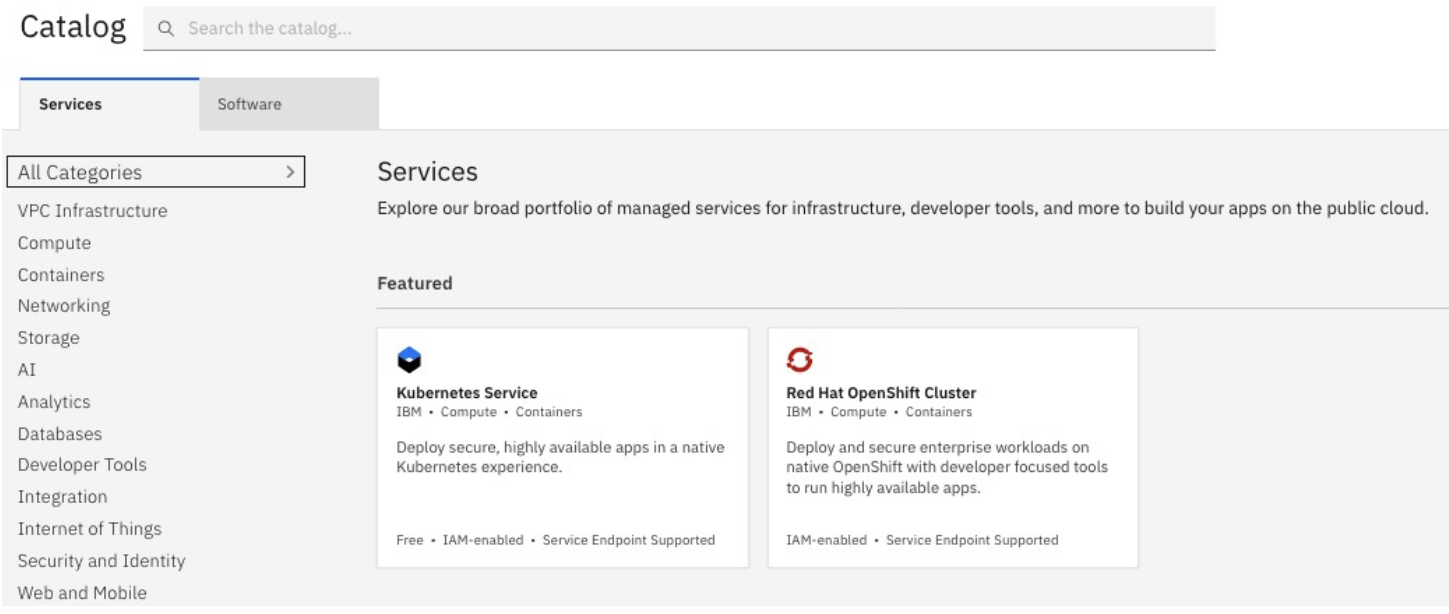 Catalog
Search the catalog...
Services
Software
All Categories
VPC Infrastructure
Compute
Containers
Networking
Storage
AI
Analytics
Databases
Developer Tools
Integration
Internet of Things
Security and Identity
Web and Mobile
Services
Explore our broad portfolio of managed services for infrastructure, developer tools, and more to build your apps on the public cloud.
Featured
Kubernetes Service
IBM • Compute • Containers
Deploy secure, highly available apps in a native
Kubernetes experience.
Free • IAM-enabled • Service Endpoint Supported
Red Hat OpenShift Cluster
IBM • Compute • Containers
Deploy and secure enterprise workloads on
native OpenShift with developer focused tools
to run highly available apps.
IAM-enabled • Service Endpoint Supported